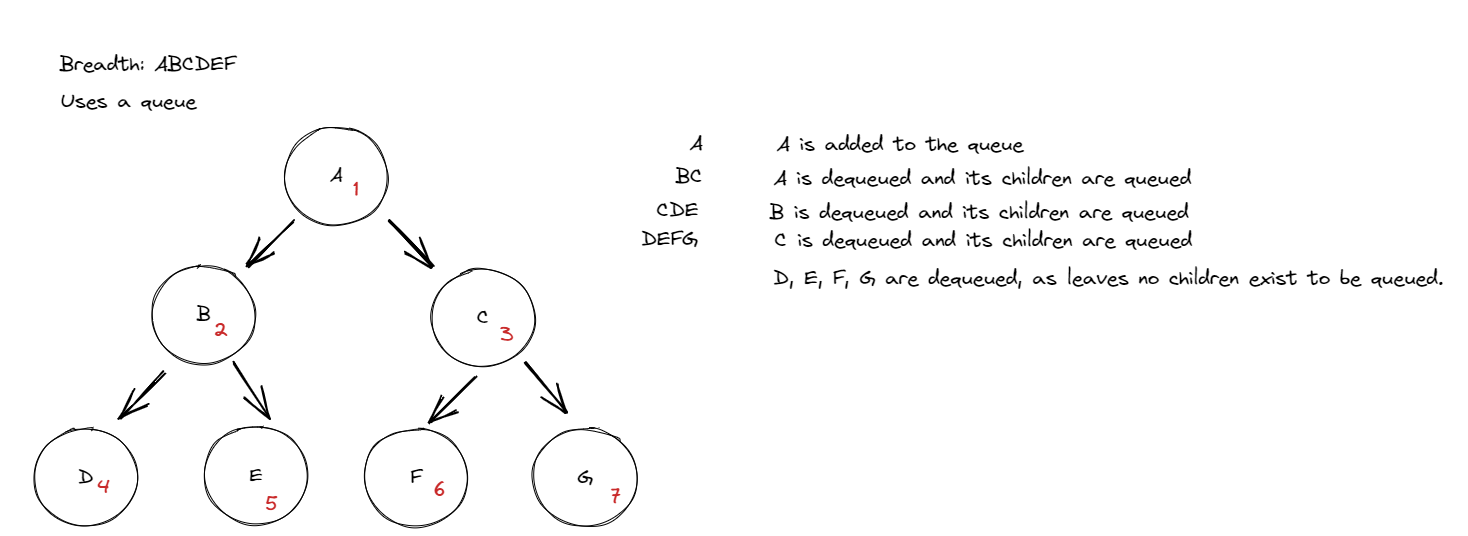 Breadth: ABCDEF
Uses a queue
A A is added to the queue
BC A is dequeued and its children are queued
CDE B is dequeued and its children are queued
DEFG C is dequeued and its children are queued
D, E, F, G are dequeued, as leaves no children exist to be queued.
A 1
B 2
C 3
D 4
E 5
F 6
G 7